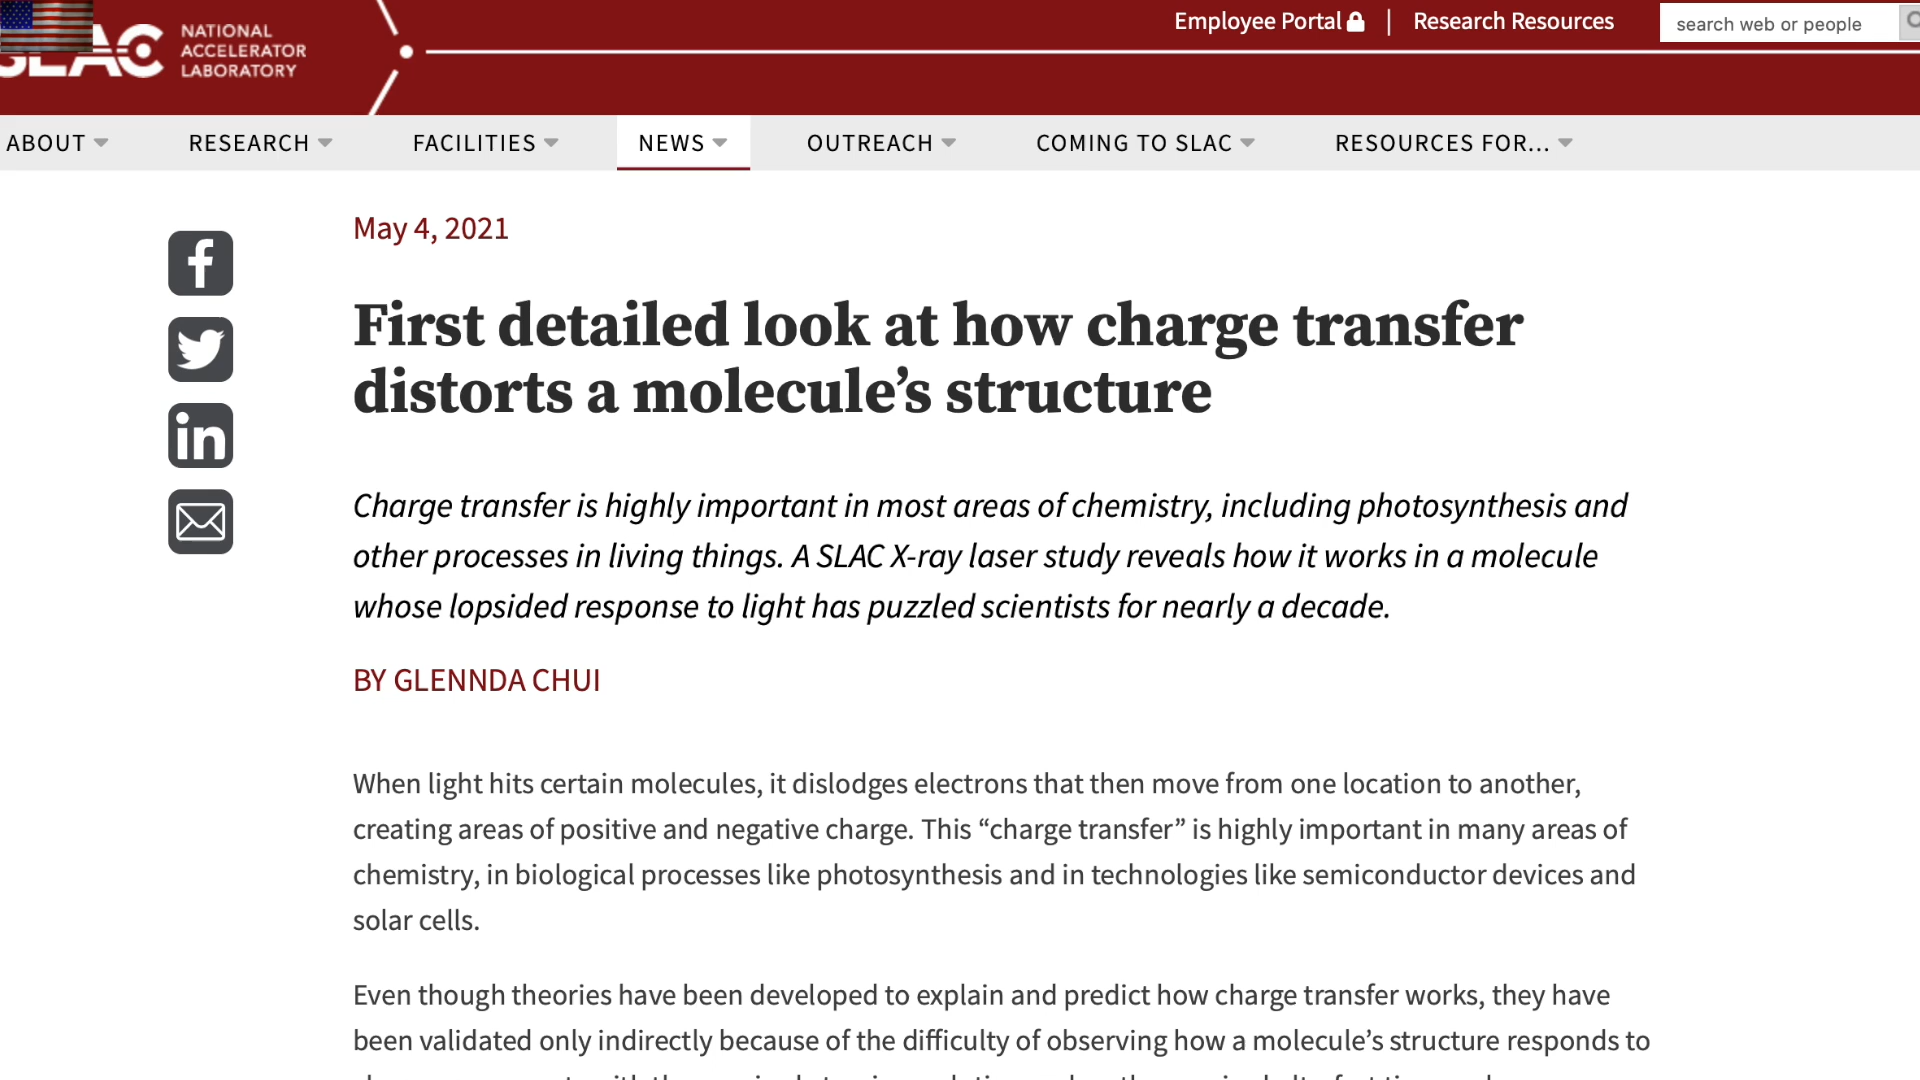 Employee Portal | Research Resources
search web or people
SLAC NATIONAL
ACCELERATOR
LABORATORY
ABOUT RESEARCH FACILITIES NEWS OUTREACH COMING TO SLAC RESOURCES FOR...
May 4, 2021
First detailed look at how charge transfer
distorts a molecule’s structure
Charge transfer is highly important in most areas of chemistry, including photosynthesis and
other processes in living things. A SLAC X-ray laser study reveals how it works in a molecule
whose lopsided response to light has puzzled scientists for nearly a decade.
BY GLENNDA CHUI
When light hits certain molecules, it dislodges electrons that then move from one location to another,
creating areas of positive and negative charge. This “charge transfer” is highly important in many areas of
chemistry, in biological processes like photosynthesis and in technologies like semiconductor devices and
solar cells.
Even though theories have been developed to explain and predict how charge transfer works, they have
been validated only indirectly because of the difficulty of observing how a molecule’s structure responds to